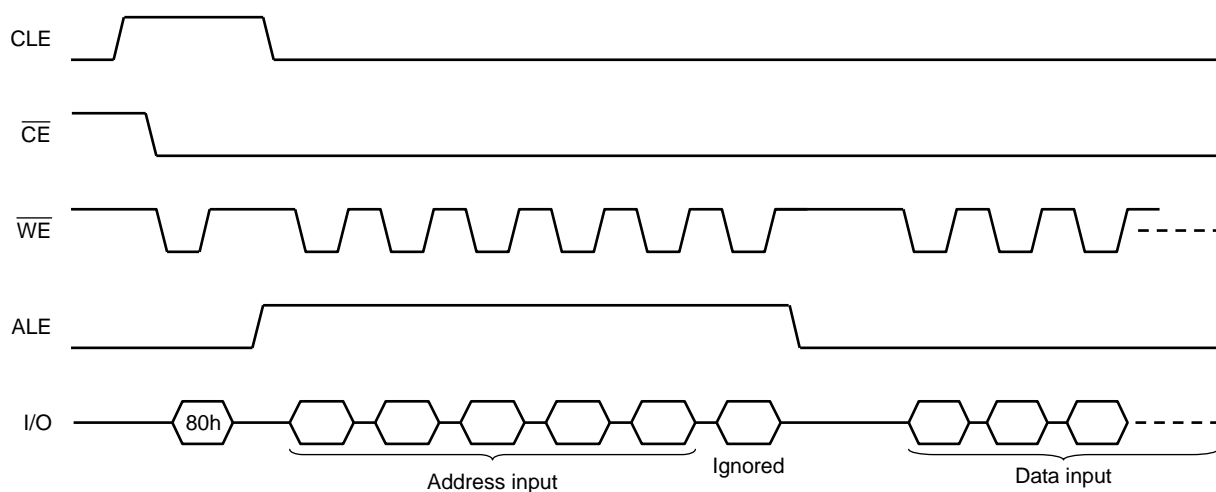 CLE
CE
WE
ALE
I/O
80h
Address input
Ignored
Data input